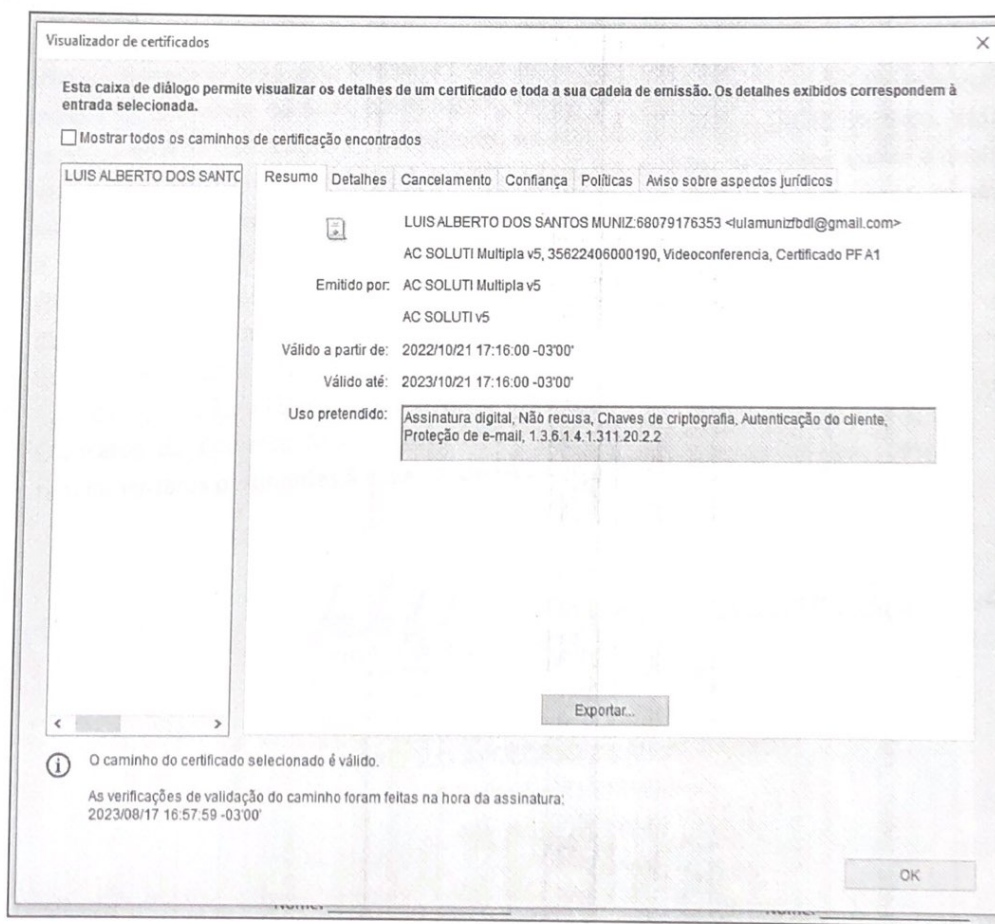 Visualizador de certificados
Esta caixa de diálogo permite visualizar os detalhes de um certificado e toda a sua cadeia de emissão. Os detalhes exibidos correspondem à
entrada selecionada.
Mostrar todos os caminhos de certificação encontrados
LUIS ALBERTO DOS SANTO
Resumo Detalhes Cancelamento Confiança Políticas Aviso sobre aspectos jurídicos
LUIS ALBERTO DOS SANTOS MUNIZ:68079176353 <lulamunizfbdl@gmail.com>
AC SOLUTI Multipla v5, 35622406000190, Videoconferencia, Certificado PF A1
Emitido por: AC SOLUTI Multipla v5
AC SOLUTI v5
Válido a partir de: 2022/10/21 17:16:00 -03'00'
Válido até: 2023/10/21 17:16:00 -03'00'
Uso pretendido: Assinatura digital, Não recusa, Chaves de criptografia, Autenticação do cliente,
Proteção de e-mail, 1.3.6.1.4.1.311.20.2.2
Exportar...
O caminho do certificado selecionado é válido.
As verificações de validação do caminho foram feitas na hora da assinatura:
2023/08/17 16:57:59 -03'00'
OK